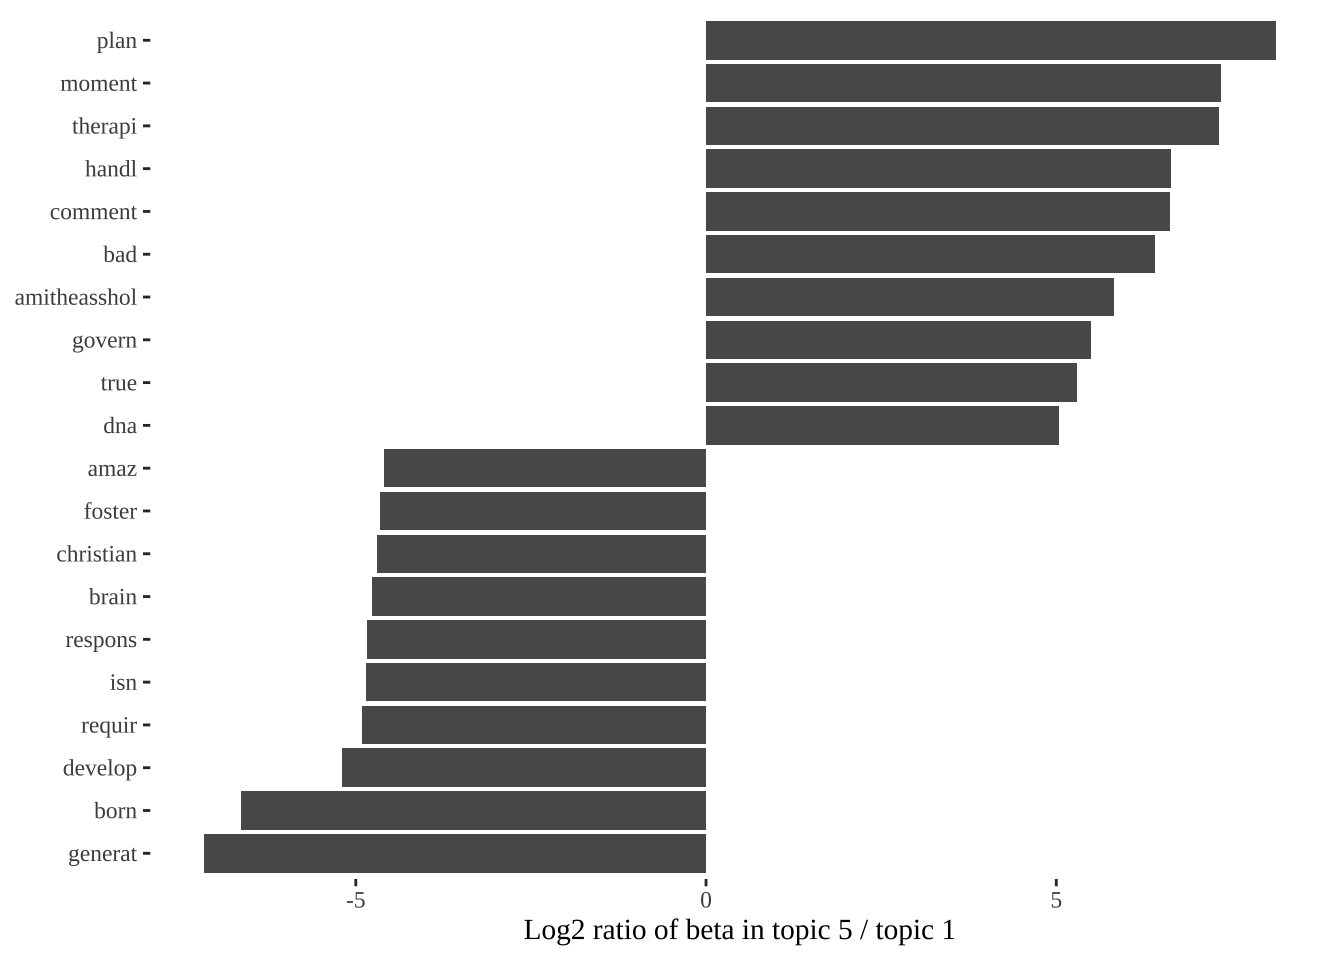 plan
moment
therapi
handl
comment
bad
amitheasshol
govern
true
dna
amaz
foster
christian
brain
respons
isn
requir
develop
born
generat
-5 0 5
Log2 ratio of beta in topic 5 / topic 1